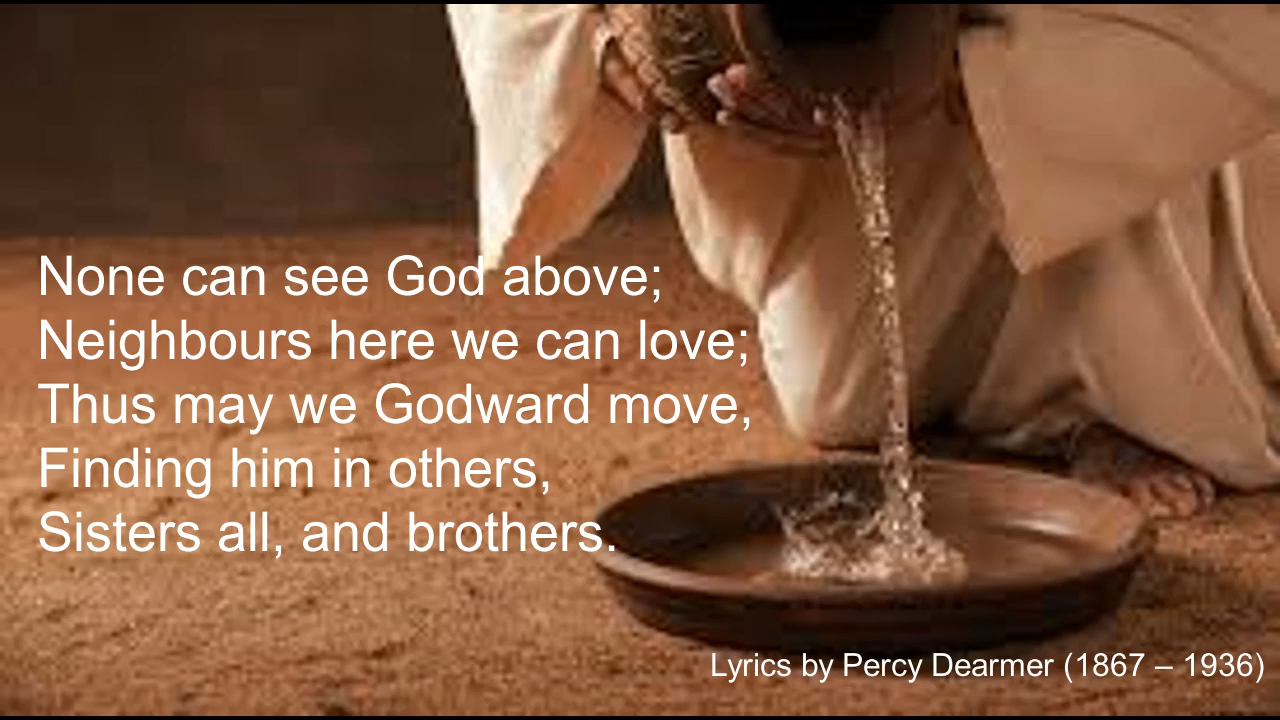 None can see God above;
Neighbours here we can love;
Thus may we Godward move,
Finding him in others,
Sisters all, and brothers.
Lyrics by Percy Dearmer (1867 – 1936)